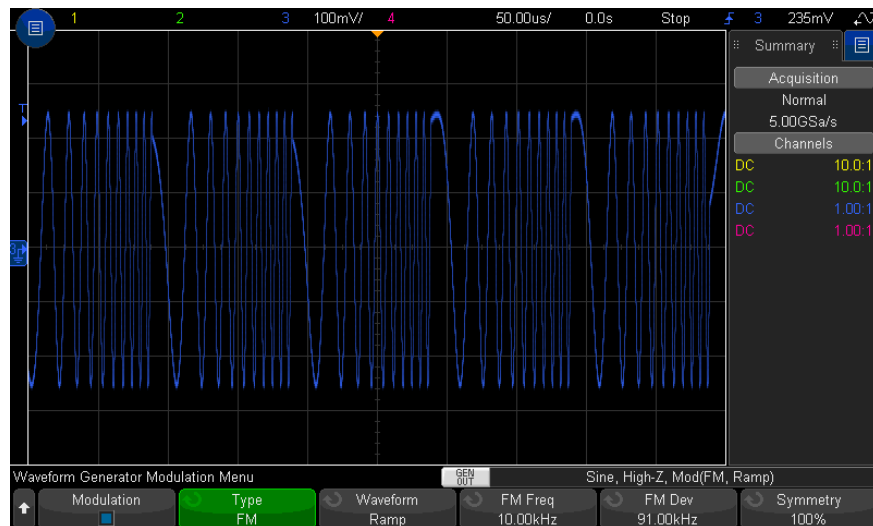 1 2 3 100mV/ 4 50.00us/ 0.0s Stop 3 235mV
Summary
Acquisition
Normal
5.00GSa/s
Channels
DC 10.0:1
DC 10.0:1
DC 1.00:1
DC 1.00:1
T
3
Waveform Generator Modulation Menu GEN OUT Sine, High-Z, Mod(FM, Ramp)
Modulation Type Waveform FM Freq FM Dev Symmetry
FM Ramp 10.00kHz 91.00kHz 100%